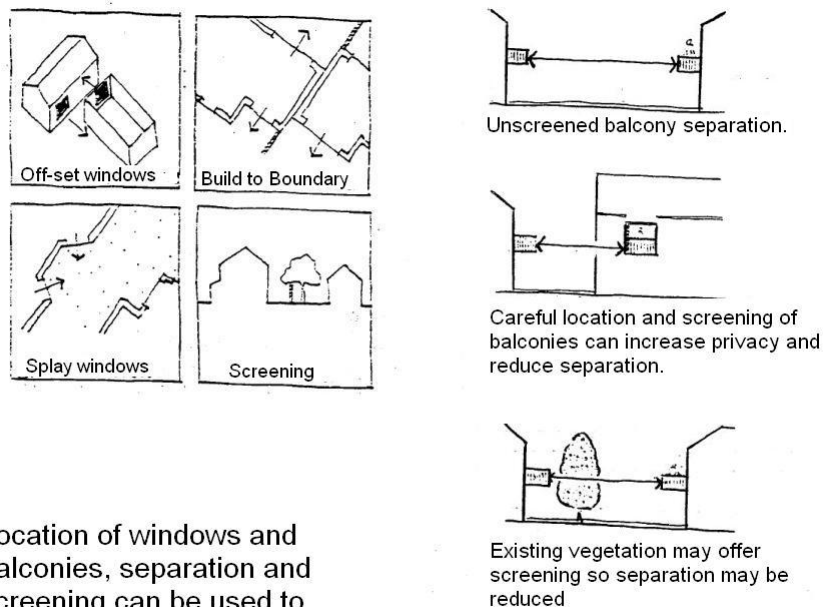 Off-set windows
Build to Boundary
Splay windows
Screening
Unscreened balcony separation.
Careful location and screening of
balconies can increase privacy and
reduce separation.
Existing vegetation may offer
screening so separation may be
reduced
ocation of windows and
alconies, separation and
creening can be used to